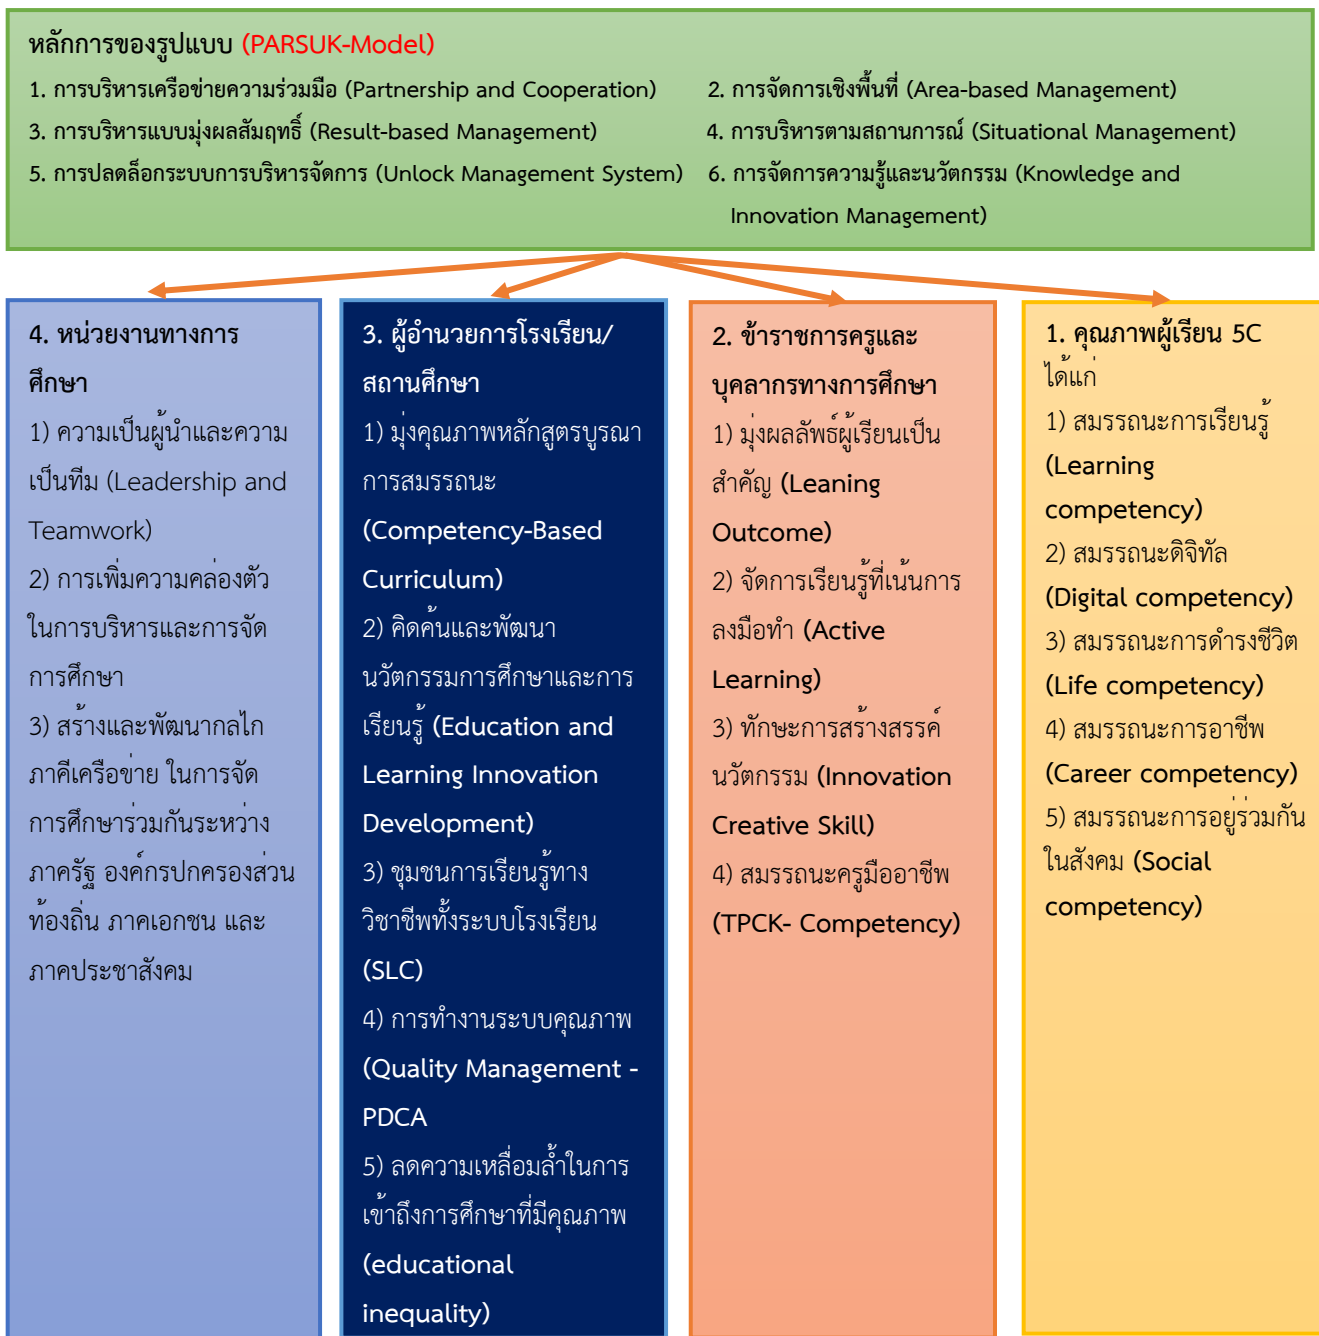 หลักการของรูปแบบ (PARSUK-Model)
1. การบริหารเครือข่ายความร่วมมือ (Partnership and Cooperation)
2. การจัดการเชิงพื้นที่ (Area-based Management)
3. การบริหารแบบมุ่งผลสัมฤทธิ์ (Result-based Management)
4. การบริหารตามสถานการณ์ (Situational Management)
5. การปลดล็อกระบบการบริหารจัดการ (Unlock Management System)
6. การจัดการความรู้และนวัตกรรม (Knowledge and
Innovation Management)
4. หน่วยงานทางการ
ศึกษา
1) ความเป็นผู้นำและความ
เป็นทีม (Leadership and
Teamwork)
2) การเพิ่มความคล่องตัว
ในการบริหารและการจัด
การศึกษา
3) สร้างและพัฒนากลไก
ภาคีเครือข่าย ในการจัด
การศึกษาร่วมกันระหว่าง
ภาครัฐ องค์กรปกครองส่วน
ท้องถิ่น ภาคเอกชน และ
ภาคประชาสังคม
3. ผู้อำนวยการโรงเรียน/
สถานศึกษา
1) มุ่งคุณภาพหลักสูตรบูรณา
การสมรรถนะ
(Competency-Based
Curriculum)
2) คิดค้นและพัฒนา
นวัตกรรมการศึกษาและการ
เรียนรู้ (Education and
Learning Innovation
Development)
3) ชุมชนการเรียนรู้ทาง
วิชาชีพทั้งระบบโรงเรียน
(SLC)
4) การทำงานระบบคุณภาพ
(Quality Management -
PDCA
5) ลดความเหลื่อมล้ำในการ
เข้าถึงการศึกษาที่มีคุณภาพ
(educational
inequality)
2. ข้าราชการครูและ
บุคลากรทางการศึกษา
1) มุ่งผลลัพธ์ผู้เรียนเป็น
สำคัญ (Leaning
Outcome)
2) จัดการเรียนรู้ที่เน้นการ
ลงมือทำ (Active
Learning)
3) ทักษะการสร้างสรรค์
นวัตกรรม (Innovation
Creative Skill)
4) สมรรถนะครูมืออาชีพ
(TPCK- Competency)
1. คุณภาพผู้เรียน 5C
ได้แก่
1) สมรรถนะการเรียนรู้
(Learning
competency)
2) สมรรถนะดิจิทัล
(Digital competency)
3) สมรรถนะการดำรงชีวิต
(Life competency)
4) สมรรถนะการอาชีพ
(Career competency)
5) สมรรถนะการอยู่ร่วมกัน
ในสังคม (Social
competency)